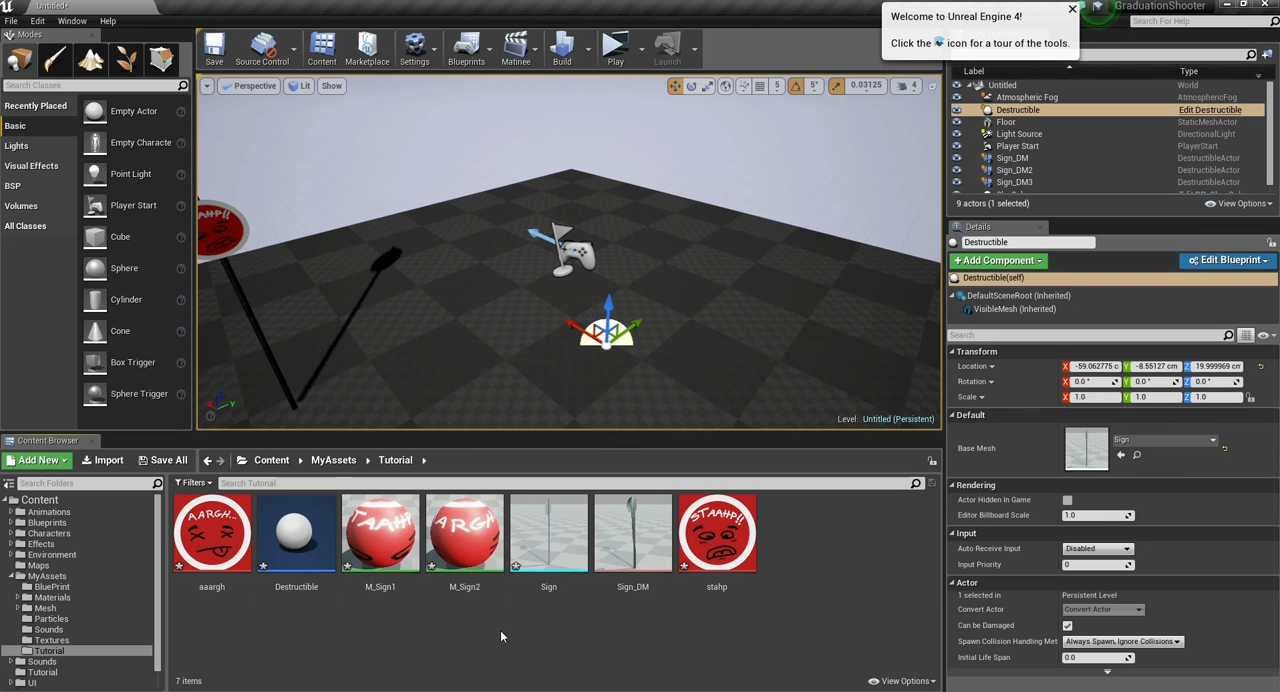 Untitled*
GraduationShooter
File Edit Window Help
Search For Help
Welcome to Unreal Engine 4!
Click the icon for a tour of the tools.
Modes
Search Classes
Recently Placed
Basic
Lights
Visual Effects
BSP
Volumes
All Classes
Empty Actor
Empty Characte
Point Light
Player Start
Cube
Sphere
Cylinder
Cone
Box Trigger
Sphere Trigger
Save Source Control Content Marketplace Settings Blueprints Matinee Build Play Launch
Perspective Lit Show
5 5° 0.03125 4
Level: Untitled (Persistent)
Label Type
Untitled World
Atmospheric Fog AtmosphericFog
Destructible Edit Destructible
Floor StaticMeshActor
Light Source DirectionalLight
Player Start PlayerStart
Sign_DM DestructibleActor
Sign_DM2 DestructibleActor
Sign_DM3 DestructibleActor
9 actors (1 selected) View Options
Details
Destructible
+Add Component Edit Blueprint
Destructible(self)
DefaultSceneRoot (Inherited)
VisibleMesh (Inherited)
Search
Transform
Location X -59.062775 c Y -8.55127 cm Z 19.999969 cm
Rotation X 0.0 ° Y 0.0 ° Z 0.0 °
Scale X 1.0 Y 1.0 Z 1.0
Default
Base Mesh Sign
Rendering
Actor Hidden In Game
Editor Billboard Scale 1.0
Input
Auto Receive Input Disabled
Input Priority 0
Actor
1 selected in Persistent Level
Convert Actor Convert Actor
Can be Damaged
Spawn Collision Handling Met Always Spawn, Ignore Collisions
Initial Life Span 0.0
Content Browser
Add New Import Save All Content MyAssets Tutorial
Search Folders
Filters Search Tutorial
Content
Animations
Blueprints
Characters
Effects
Environment
Maps
MyAssets
BluePrint
Materials
Mesh
Particles
Sounds
Textures
Tutorial
Sounds
Tutorial
UI
AARGH...
TAAHP
ARGH
STAAHP!!
aaargh Destructible M_Sign1 M_Sign2 Sign Sign_DM stahp
7 items View Options